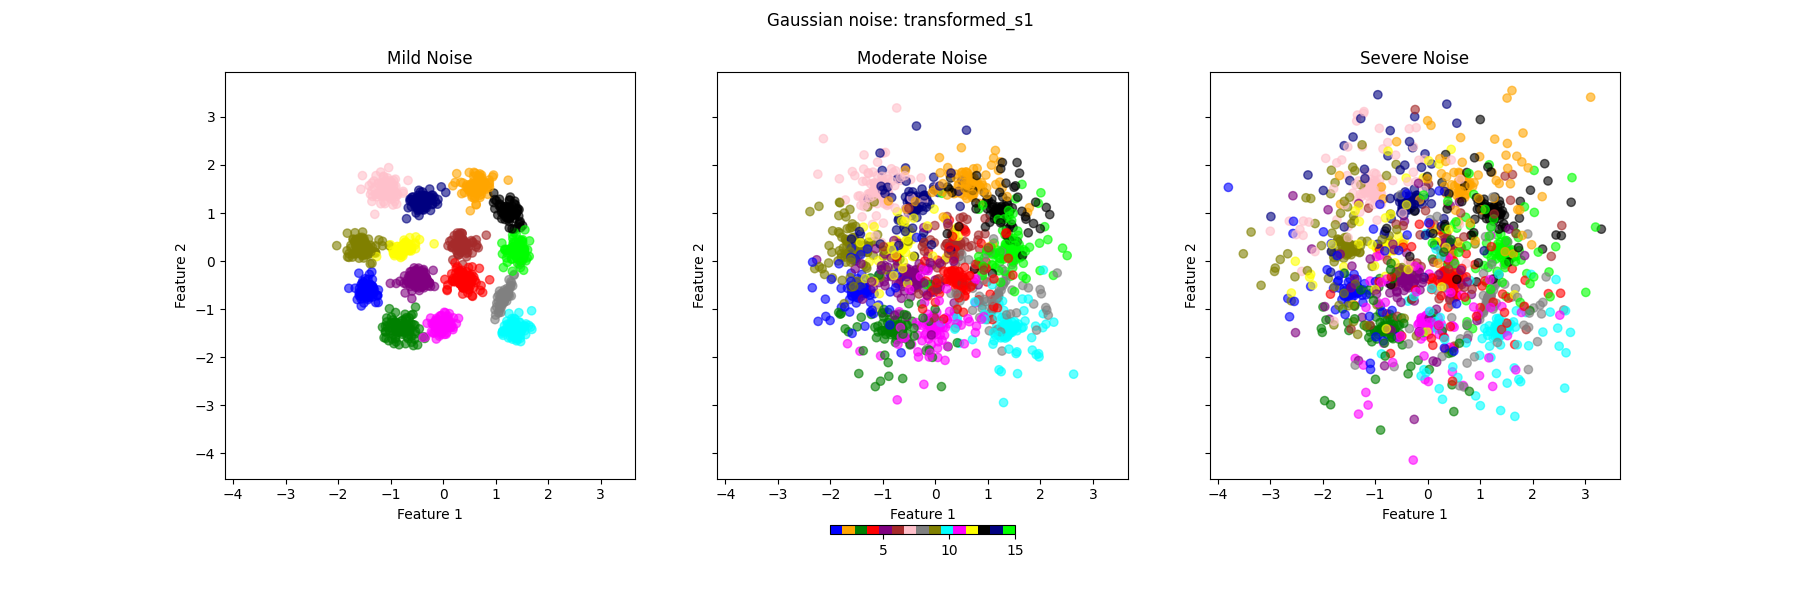 Gaussian noise: transformed_s1
Mild Noise
Moderate Noise
Severe Noise
3
2
1
0
−1
−2
−3
−4
Feature 2
Feature 2
Feature 2
−4 −3 −2 −1 0 1 2 3
−4 −3 −2 −1 0 1 2 3
−4 −3 −2 −1 0 1 2 3
Feature 1
Feature 1
Feature 1
5 10 15